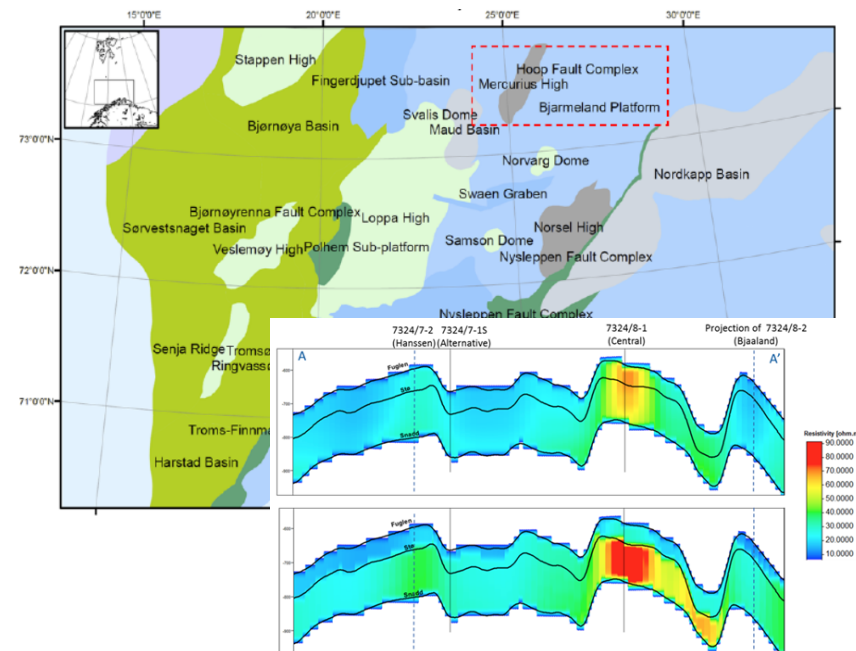 15°0'0"E
20°0'0"E
25°0'0"E
30°0'0"E
73°0'0"N
72°0'0"N
71°0'0"N
Stappen High
Fingerdjupet Sub-basin
Hoop Fault Complex
Mercurius High
Bjarmeland Platform
Svalis Dome
Maud Basin
Bjørnøya Basin
Norvarg Dome
Nordkapp Basin
Swaen Graben
Bjørnøyrenna Fault Complex
Loppa High
Sørvestsnaget Basin
Norsel High
Veslemøy High
Polhem Sub-platform
Samson Dome
Nysleppen Fault Complex
Nysleppen Fault Complex
Senja Ridge
Tromsø
Ringvassø
Troms-Finnma
Harstad Basin
7324/7-2
(Hanssen)
7324/7-1S
(Alternative)
7324/8-1
(Central)
Projection of 7324/8-2
(Bjaaland)
A
A'
Fuglen
Stø
Snadd
Resistivity [ohm.m
90.0000
80.0000
70.0000
60.0000
50.0000
40.0000
30.0000
20.0000
10.0000
Fuglen
Stø
Snadd